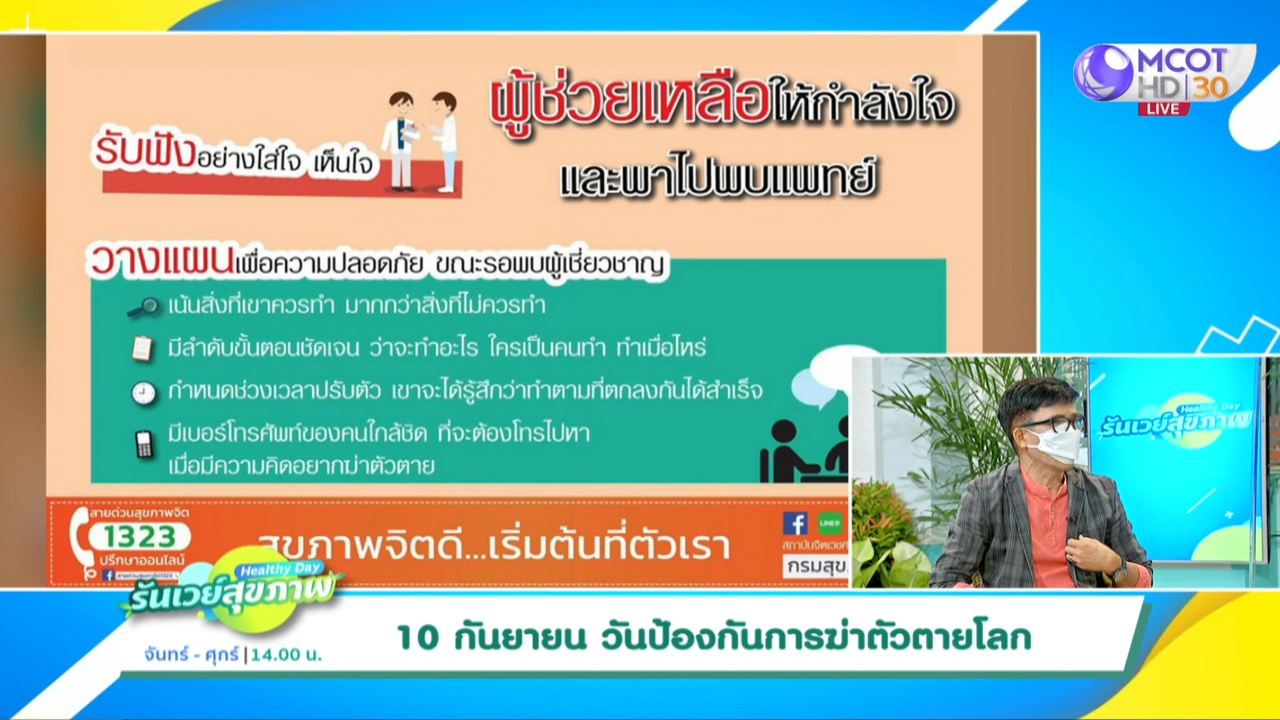 MCOT
HD 30
LIVE
ผู้ช่วยเหลือให้กำลังใจ
และพาไปพบแพทย์
รับฟังอย่างใส่ใจ เห็นใจ
วางแผนเพื่อความปลอดภัย ขณะรอพบผู้เชี่ยวชาญ
เน้นสิ่งที่เขาควรทำ มากกว่าสิ่งที่ไม่ควรทำ
มีลำดับขั้นตอนชัดเจน ว่าจะทำอะไร ใครเป็นคนทำ ทำเมื่อไหร่
กำหนดช่วงเวลาปรับตัว เขาจะได้รู้สึกว่าทำตามที่ตกลงกันได้สำเร็จ
มีเบอร์โทรศัพท์ของคนใกล้ชิด ที่จะต้องโทรไปหา
เมื่อมีความคิดอยากฆ่าตัวตาย
Healthy Day
รันเวย์สุขภาพ
สายด่วนสุขภาพจิต
1323
ปรึกษาออนไลน์
สุขภาพจิตดี...เริ่มต้นที่ตัวเรา
กรมสุข
Healthy Day
รันเวย์สุขภาพ
จันทร์ - ศุกร์ | 14.00 น.
10 กันยายน วันป้องกันการฆ่าตัวตายโลก